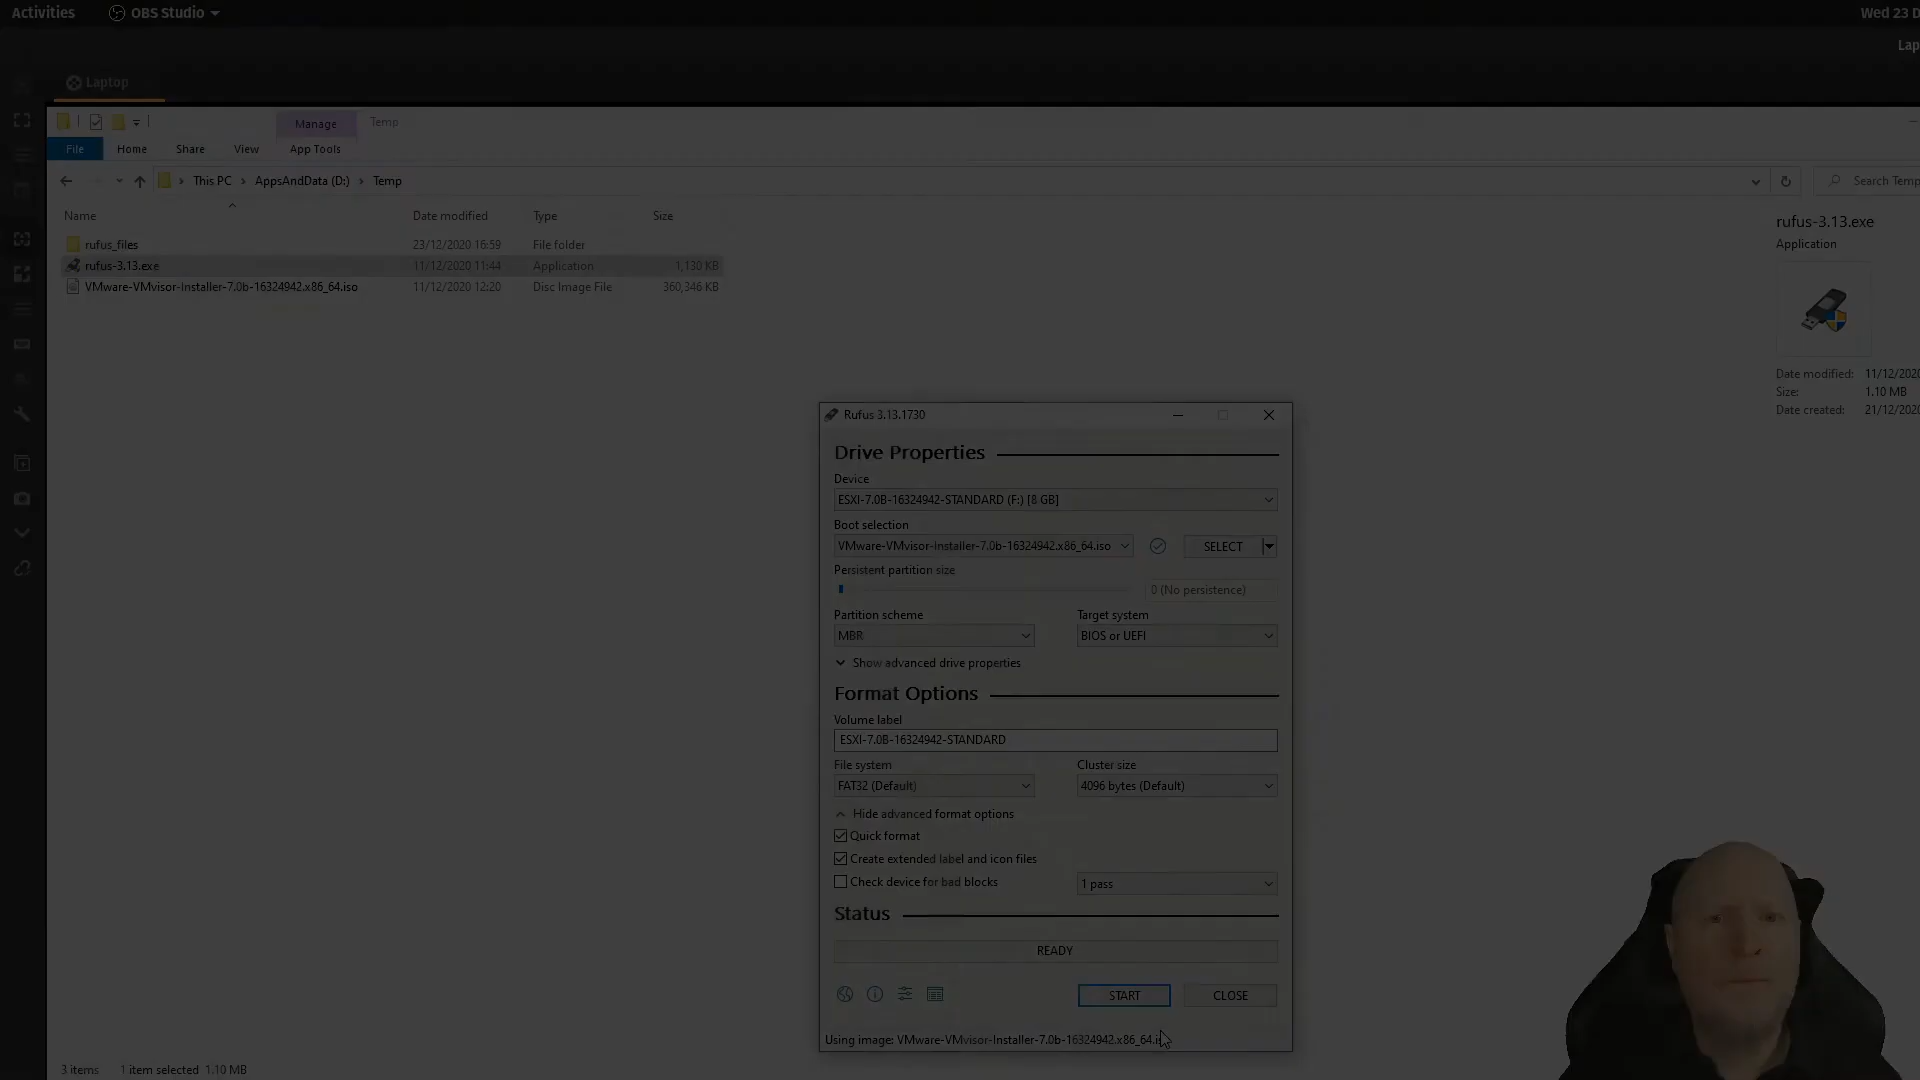 Activities
OBS Studio
Wed 23 D
Lap
Laptop
Manage
Temp
File
Home
Share
View
App Tools
This PC
AppsAndData (D:)
Temp
Search Temp
Name
Date modified
Type
Size
rufus_files
23/12/2020 16:59
File folder
rufus-3.13.exe
11/12/2020 11:44
Application
1,130 KB
VMware-VMvisor-Installer-7.0b-16324942.x86_64.iso
11/12/2020 12:20
Disc Image File
360,346 KB
rufus-3.13.exe
Application
Date modified: 11/12/2020
Size: 1.10 MB
Date created: 21/12/2020
Rufus 3.13.1730
Drive Properties
Device
ESXI-7.0B-16324942-STANDARD (F:) [8 GB]
Boot selection
VMware-VMvisor-Installer-7.0b-16324942.x86_64.iso
SELECT
Persistent partition size
0 (No persistence)
Partition scheme
Target system
MBR
BIOS or UEFI
Show advanced drive properties
Format Options
Volume label
ESXI-7.0B-16324942-STANDARD
File system
Cluster size
FAT32 (Default)
4096 bytes (Default)
Hide advanced format options
Quick format
Create extended label and icon files
Check device for bad blocks
1 pass
Status
READY
START
CLOSE
Using image: VMware-VMvisor-Installer-7.0b-16324942.x86_64.is
3 items
1 item selected 1.10 MB